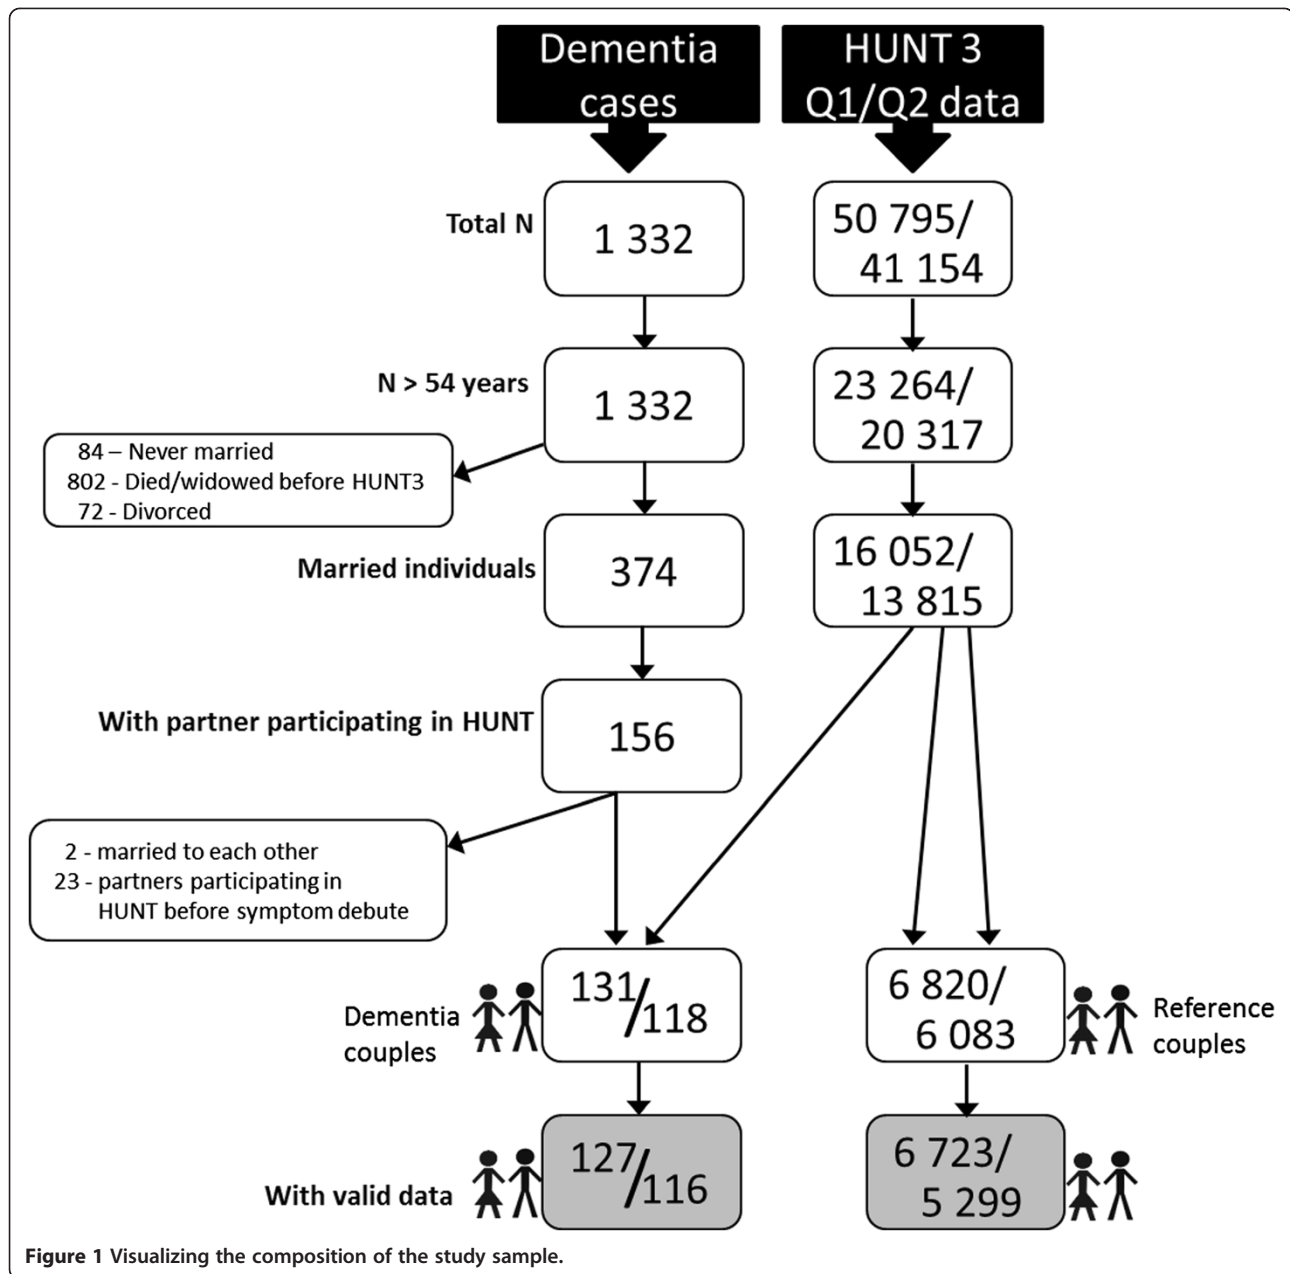 Dementia
cases
HUNT 3
Q1/Q2 data
Total N
1 332
50 795/
41 154
N > 54 years
1 332
23 264/
20 317
84 – Never married
802 - Died/widowed before HUNT3
72 - Divorced
Married individuals
374
16 052/
13 815
With partner participating in HUNT
156
2 - married to each other
23 - partners participating in
HUNT before symptom debute
Dementia
couples
131/118
6 820/
6 083
Reference
couples
With valid data
127/116
6 723/
5 299
Figure 1 Visualizing the composition of the study sample.